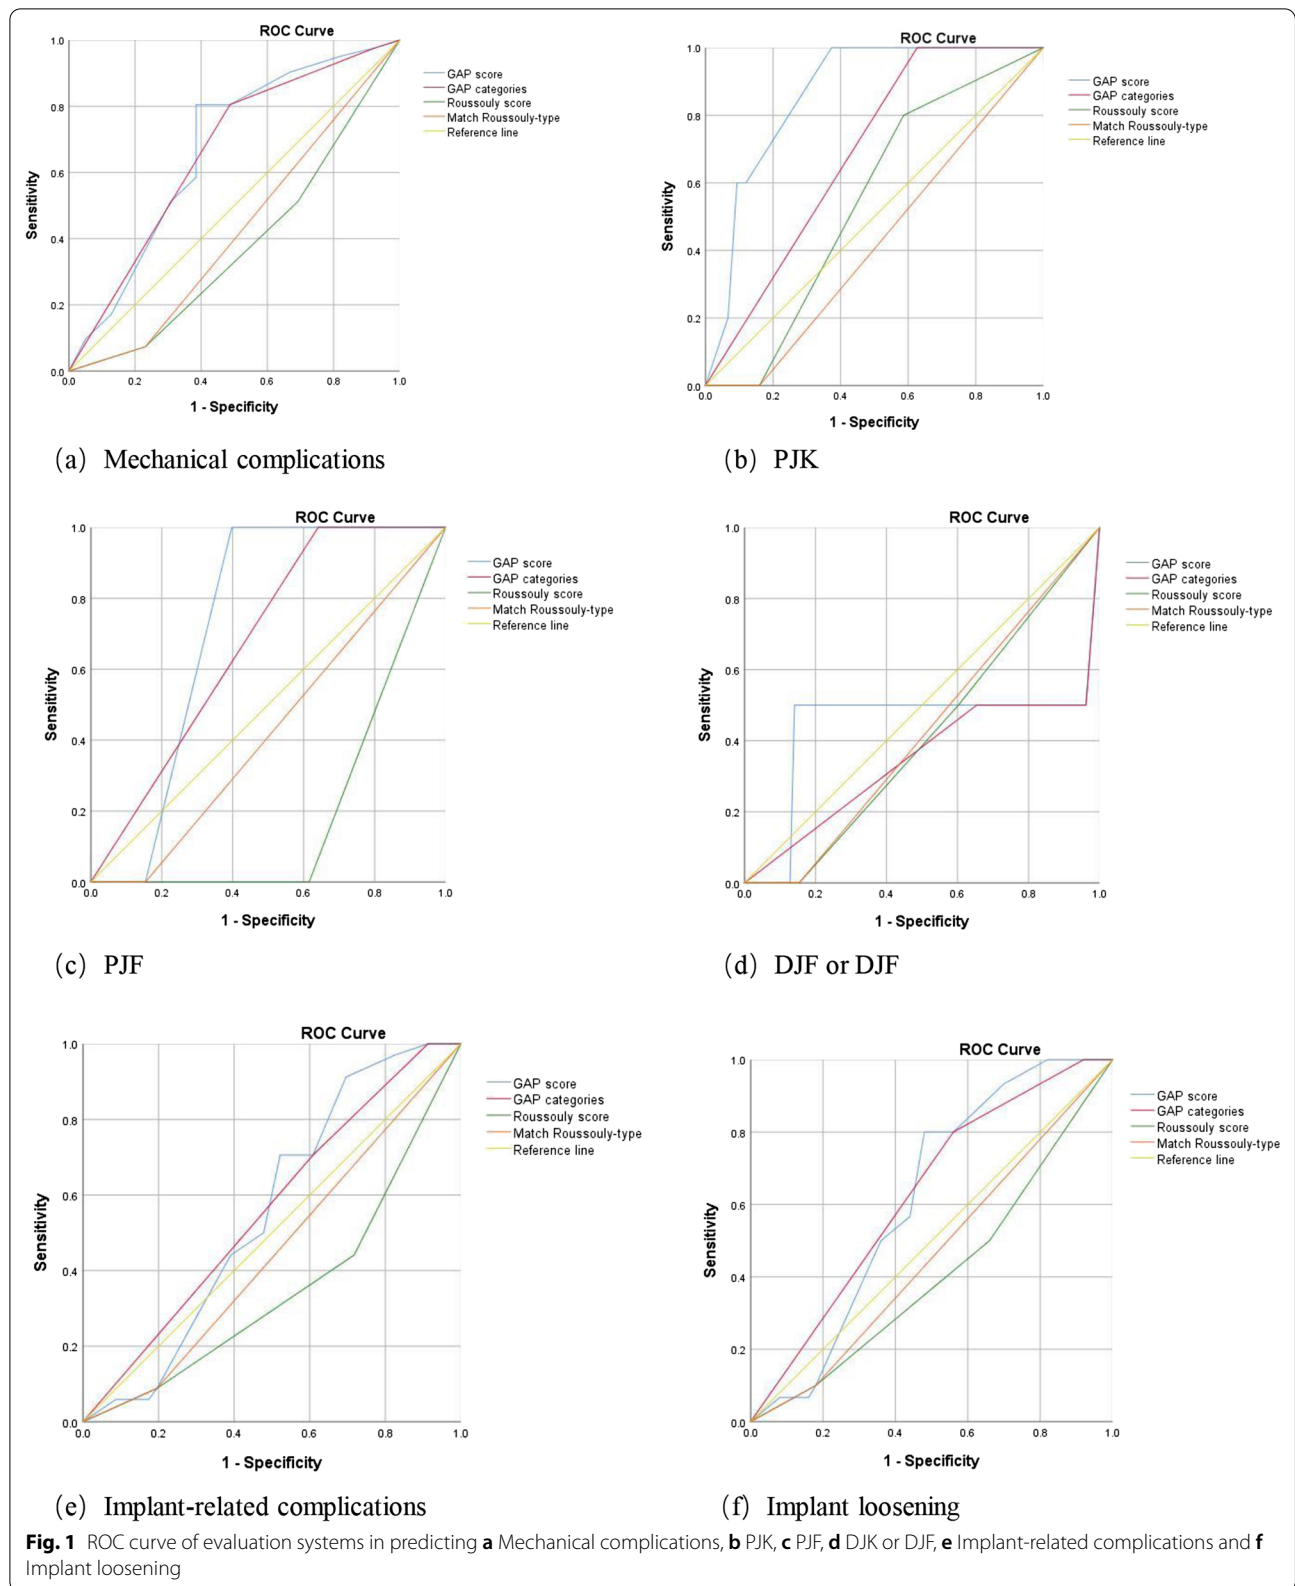 ROC Curve
1.0
0.8
0.6
0.4
0.2
0.0
0.0 0.2 0.4 0.6 0.8 1.0
Sensitivity
1 - Specificity
GAP score
GAP categories
Roussouly score
Match Roussouly-type
Reference line
(a) Mechanical complications
ROC Curve
1.0
0.8
0.6
0.4
0.2
0.0
0.0 0.2 0.4 0.6 0.8 1.0
Sensitivity
1 - Specificity
GAP score
GAP categories
Roussouly score
Match Roussouly-type
Reference line
(b) PJK
ROC Curve
1.0
0.8
0.6
0.4
0.2
0.0
0.0 0.2 0.4 0.6 0.8 1.0
Sensitivity
1 - Specificity
GAP score
GAP categories
Roussouly score
Match Roussouly-type
Reference line
(c) PJF
ROC Curve
1.0
0.8
0.6
0.4
0.2
0.0
0.0 0.2 0.4 0.6 0.8 1.0
Sensitivity
1 - Specificity
GAP score
GAP categories
Roussouly score
Match Roussouly-type
Reference line
(d) DJF or DJF
ROC Curve
1.0
0.8
0.6
0.4
0.2
0.0
0.0 0.2 0.4 0.6 0.8 1.0
Sensitivity
1 - Specificity
GAP score
GAP categories
Roussouly score
Match Roussouly-type
Reference line
(e) Implant-related complications
ROC Curve
1.0
0.8
0.6
0.4
0.2
0.0
0.0 0.2 0.4 0.6 0.8 1.0
Sensitivity
1 - Specificity
GAP score
GAP categories
Roussouly score
Match Roussouly-type
Reference line
(f) Implant loosening
Fig. 1 ROC curve of evaluation systems in predicting a Mechanical complications, b PJK, c PJF, d DJK or DJF, e Implant-related complications and f
Implant loosening